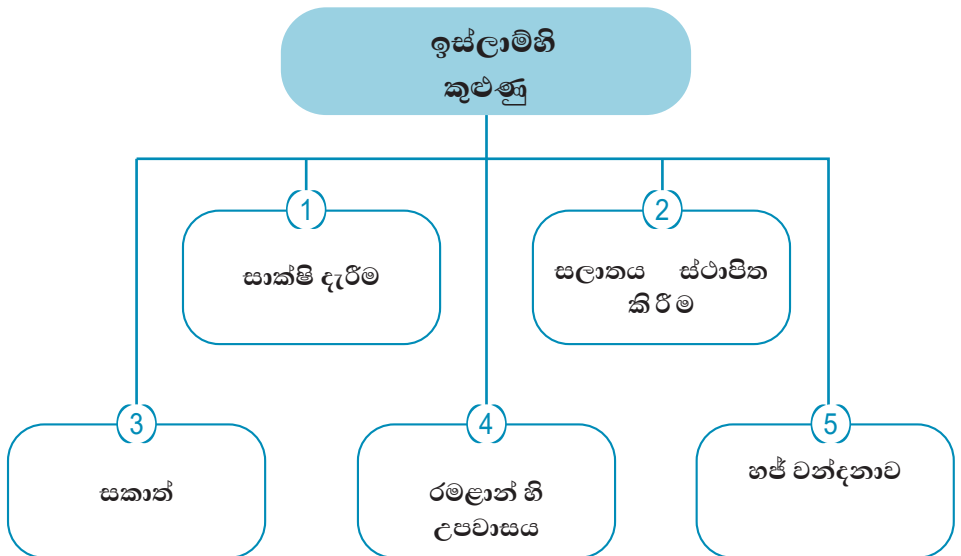 ඉස්ලාම්හි
කුළුණු
1
සාක්ෂි දැරීම
2
සලාතය ස්ථාපිත
කිරීම
3
සකාත්
4
රමළාන් හි
උපවාසය
5
හජ් වන්දනාව